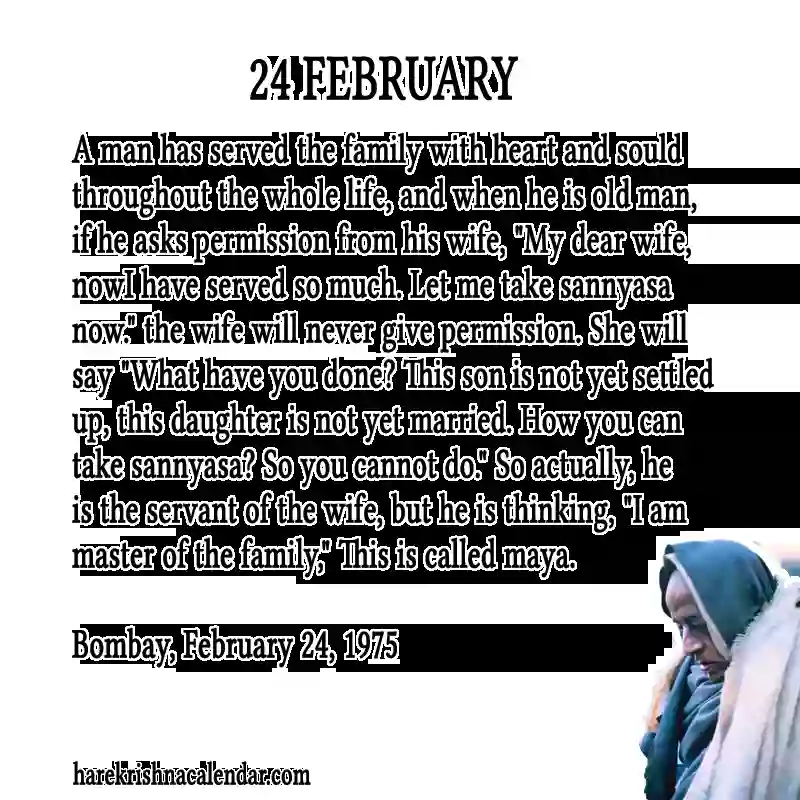 24 FEBRUARY
A man has served the family with heart and sould
throughout the whole life, and when he is old man,
if he asks permission from his wife, "My dear wife,
nowI have served so much. Let me take sannyasa
now." the wife will never give permission. She will
say "What have you done? This son is not yet settled
up, this daughter is not yet married. How you can
take sannyasa? So you cannot do." So actually, he
is the servant of the wife, but he is thinking, "I am
master of the family," This is called maya.
Bombay, February 24, 1975
harekrishnacalendar.com